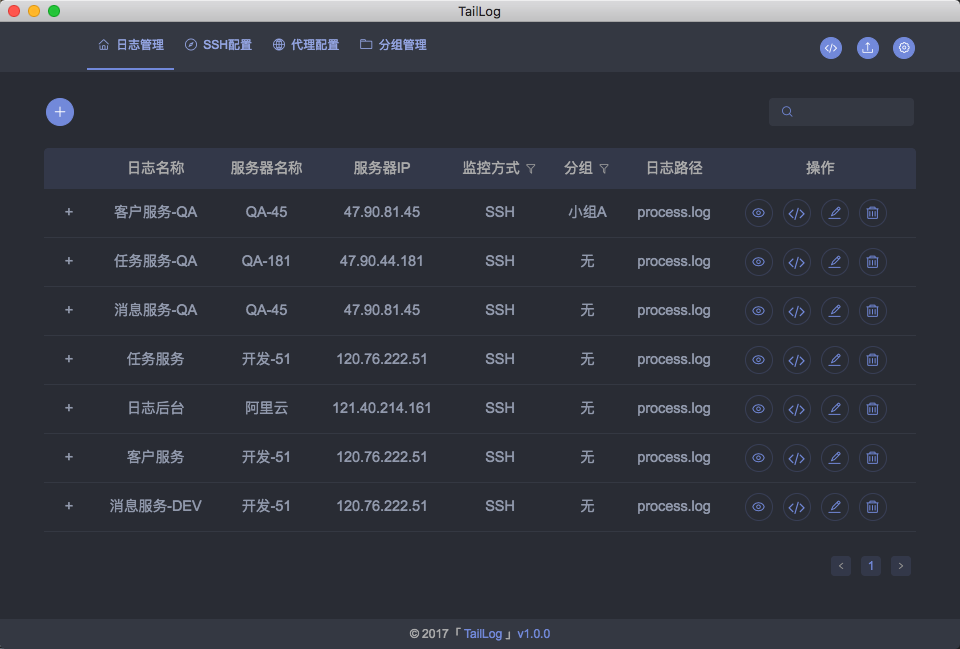 TailLog
日志管理 SSH配置 代理配置 分组管理
日志名称 服务器名称 服务器IP 监控方式 分组 日志路径 操作
+ 客户服务-QA QA-45 47.90.81.45 SSH 小组A process.log
+ 任务服务-QA QA-181 47.90.44.181 SSH 无 process.log
+ 消息服务-QA QA-45 47.90.81.45 SSH 无 process.log
+ 任务服务 开发-51 120.76.222.51 SSH 无 process.log
+ 日志后台 阿里云 121.40.214.161 SSH 无 process.log
+ 客户服务 开发-51 120.76.222.51 SSH 无 process.log
+ 消息服务-DEV 开发-51 120.76.222.51 SSH 无 process.log
< 1 >
© 2017「 TailLog 」v1.0.0